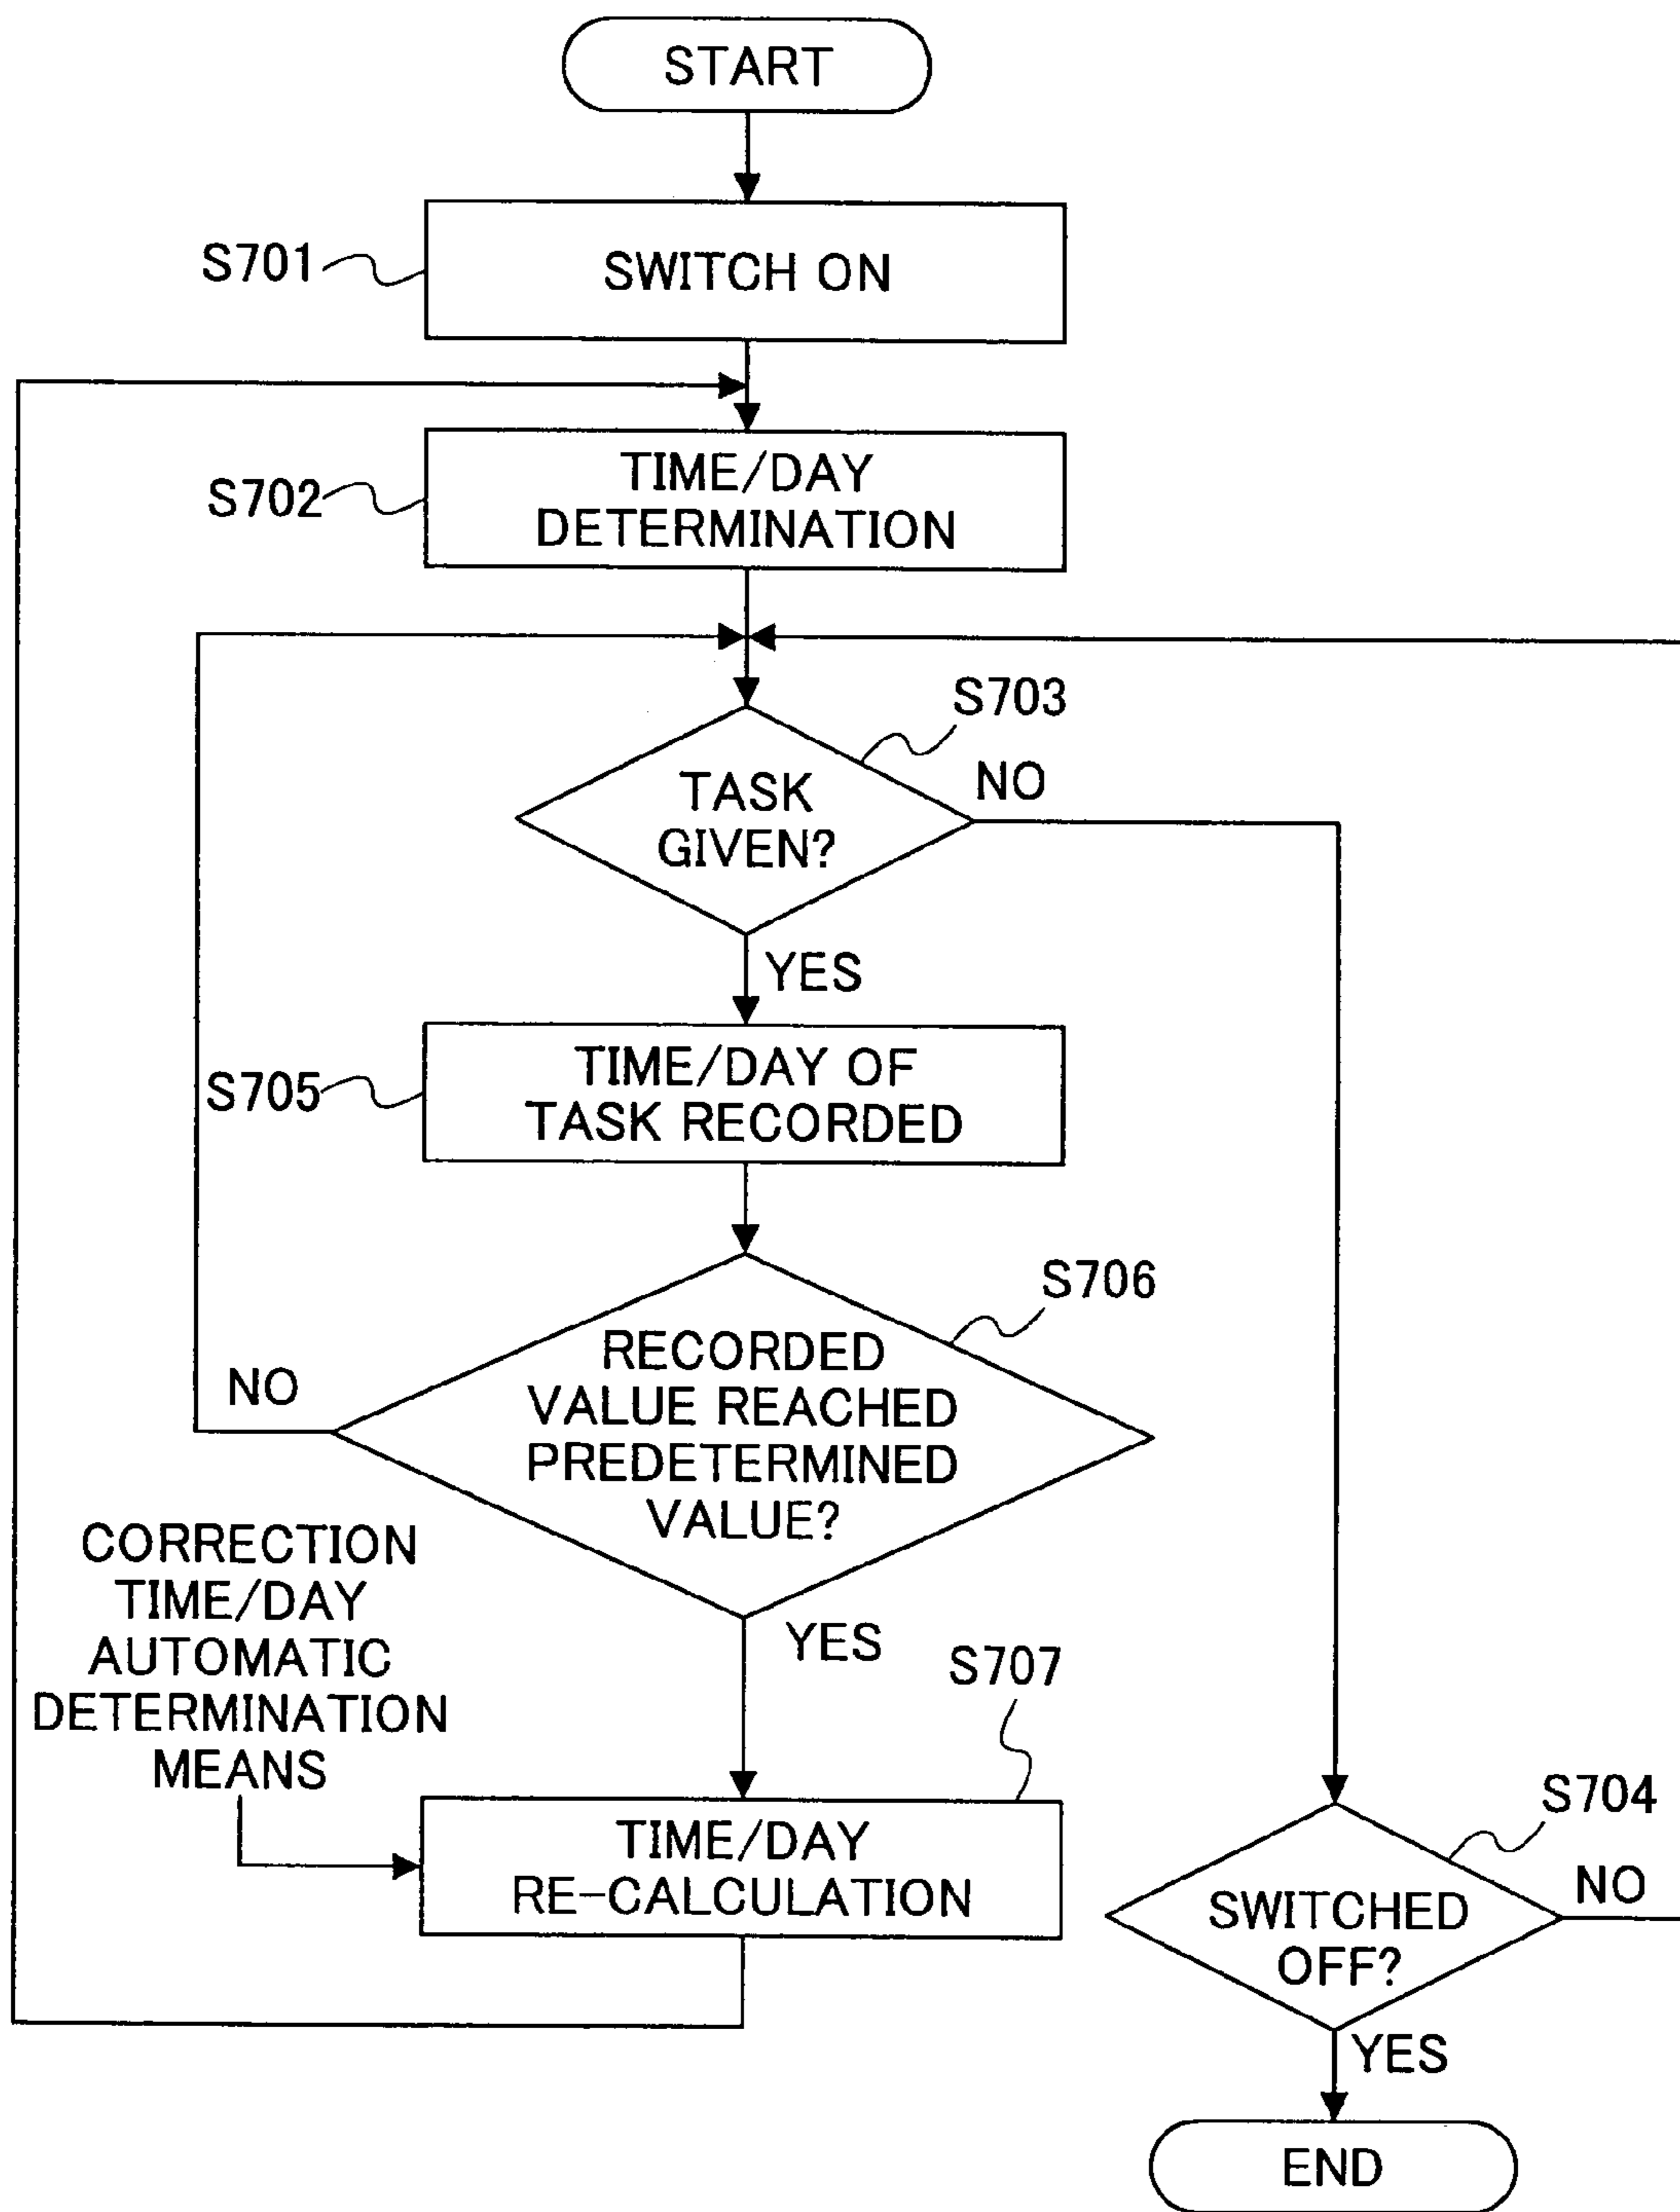 START
S701
SWITCH ON
S702
TIME/DAY
DETERMINATION
S703
TASK
GIVEN?
NO
YES
S705
TIME/DAY OF
TASK RECORDED
S706
RECORDED
VALUE REACHED
PREDETERMINED
VALUE?
NO
YES
CORRECTION
TIME/DAY
AUTOMATIC
DETERMINATION
MEANS
S707
TIME/DAY
RE-CALCULATION
S704
SWITCHED
OFF?
NO
YES
END